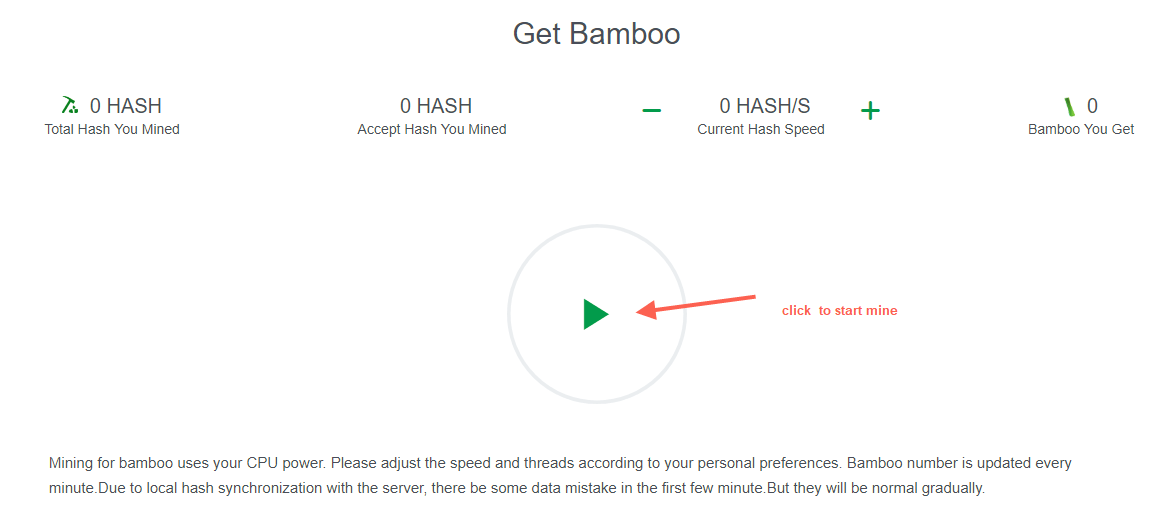 Get Bamboo
0 HASH
Total Hash You Mined
0 HASH
Accept Hash You Mined
0 HASH/S
Current Hash Speed
0
Bamboo You Get
click to start mine
Mining for bamboo uses your CPU power. Please adjust the speed and threads according to your personal preferences. Bamboo number is updated every
minute.Due to local hash synchronization with the server, there be some data mistake in the first few minute.But they will be normal gradually.